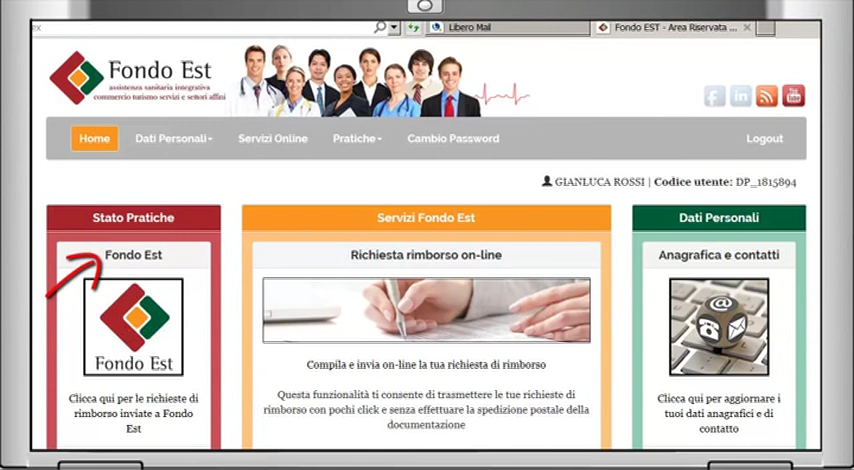 ex
Libero Mail
Fondo EST - Area Riservata ...
Fondo Est
assistenza sanitaria integrativa
commercio turismo servizi e settori affini
You Tube
Home
Dati Personali
Servizi Online
Pratiche
Cambio Password
Logout
GIANLUCA ROSSI | Codice utente: DP_1815894
Stato Pratiche
Fondo Est
Fondo Est
Clicca qui per le richieste di
rimborso inviate a Fondo
Est
Servizi Fondo Est
Richiesta rimborso on-line
Compila e invia on-line la tua richiesta di rimborso
Questa funzionalità ti consente di trasmettere le tue richieste di
rimborso con pochi click e senza effettuare la spedizione postale della
documentazione
Dati Personali
Anagrafica e contatti
@
Clicca qui per aggiornare i
tuoi dati anagrafici e di
contatto